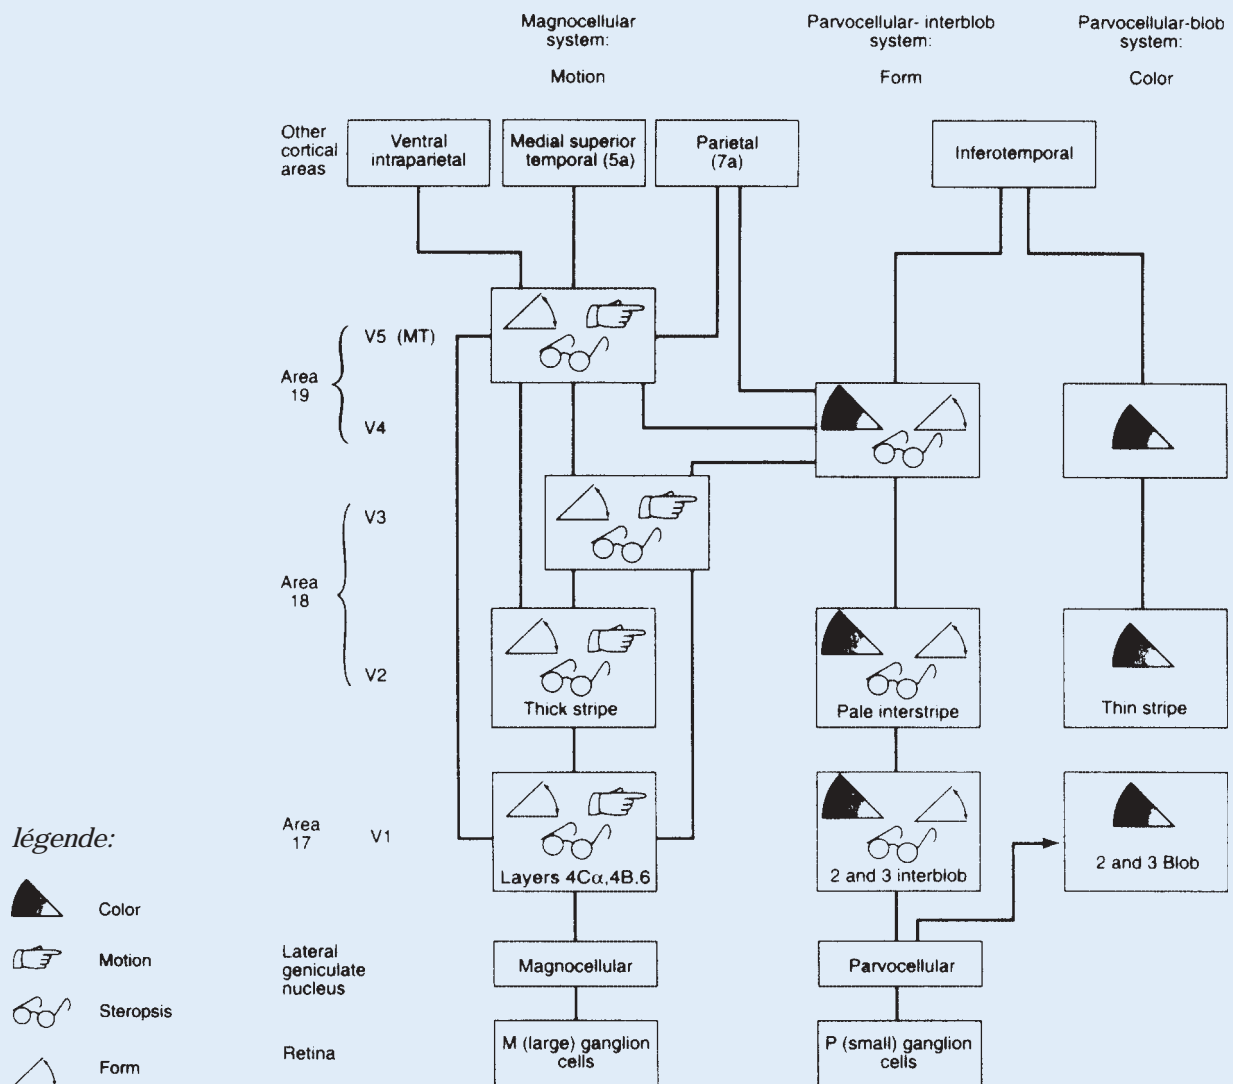 Magnocellular
system:
Motion
Parvocellular- interblob
system:
Form
Parvocellular-blob
system:
Color
Other
cortical
areas
Ventral
intraparietal
Medial superior
temporal (5a)
Parietal
(7a)
Inferotemporal
Area
19
V5 (MT)
V4
Area
18
V3
V2
Thick stripe
Pale interstripe
Thin stripe
Area
17
V1
Layers 4Cα,4B.6
2 and 3 interblob
2 and 3 Blob
Lateral
geniculate
nucleus
Magnocellular
Parvocellular
Retina
M (large) ganglion
cells
P (small) ganglion
cells
légende:
Color
Motion
Steropsis
Form